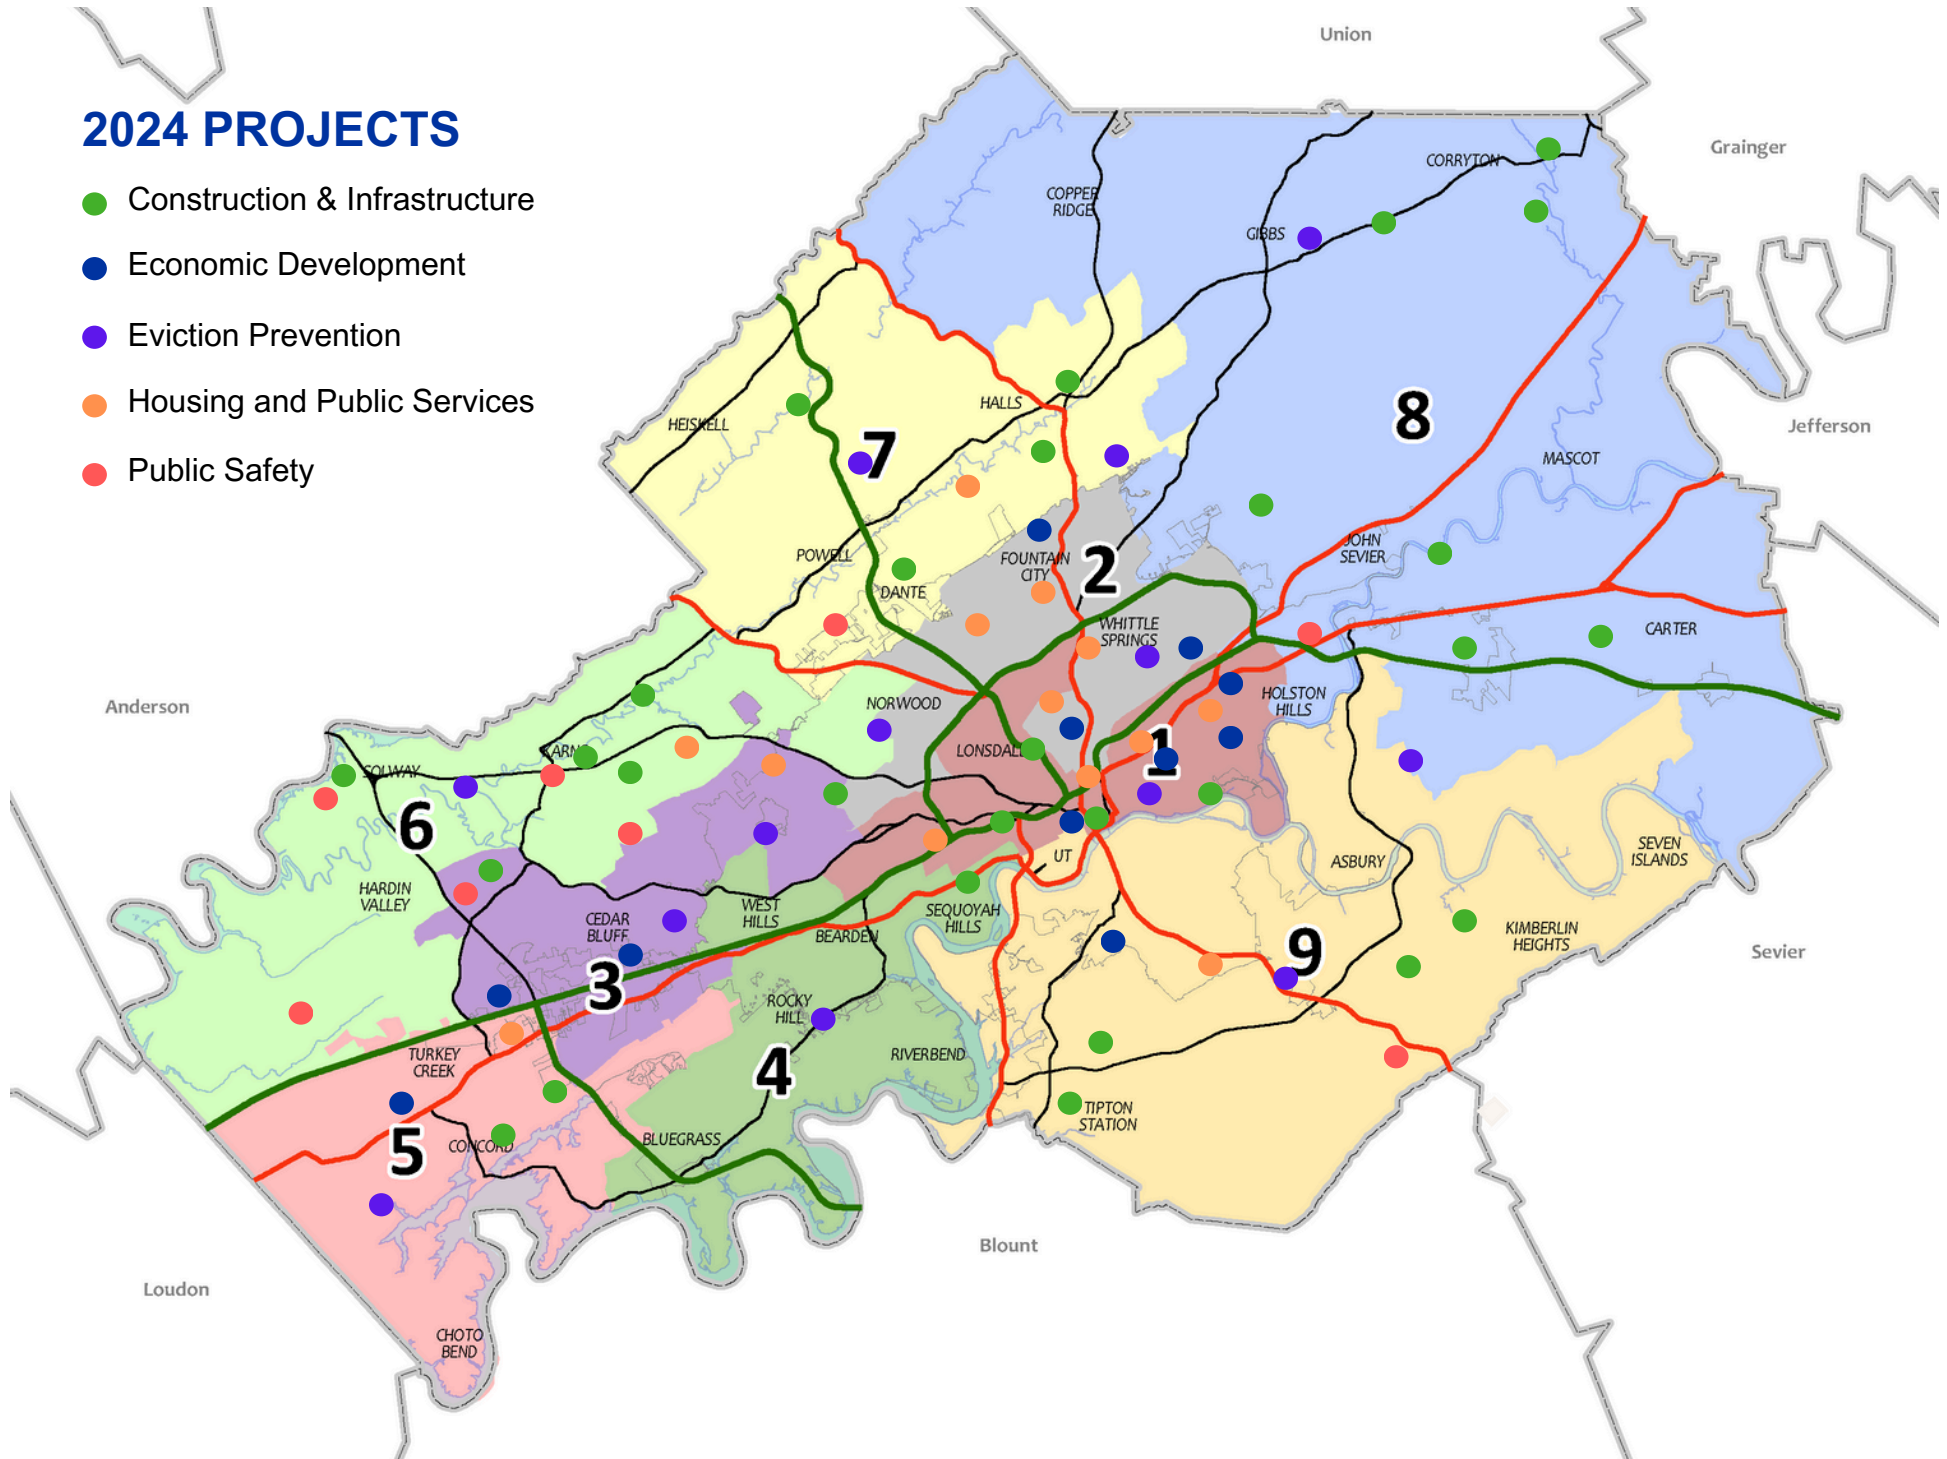 Union
2024 PROJECTS
Construction & Infrastructure
Economic Development
Eviction Prevention
Housing and Public Services
Public Safety
Grainger
CORRYTON
COPPER
RIDGE
GIBBS
HALLS
HEISKELL
8
Jefferson
7
MASCOT
JOHN
SEVIER
POWELL
FOUNTAIN
CITY
2
DANTE
WHITTLE
SPRINGS
CARTER
Anderson
NORWOOD
HOLSTON
HILLS
KARNS
LONSDALE
1
SOLWAY
6
UT
ASBURY
SEVEN
ISLANDS
HARDIN
VALLEY
CEDAR
BLUFF
WEST
HILLS
SEQUOYAH
HILLS
BEARDEN
KIMBERLIN
HEIGHTS
9
Sevier
3
ROCKY
HILL
TURKEY
CREEK
RIVERBEND
4
TIPTON
STATION
5
CONCORD
BLUEGRASS
Blount
Loudon
CHOTO
BEND